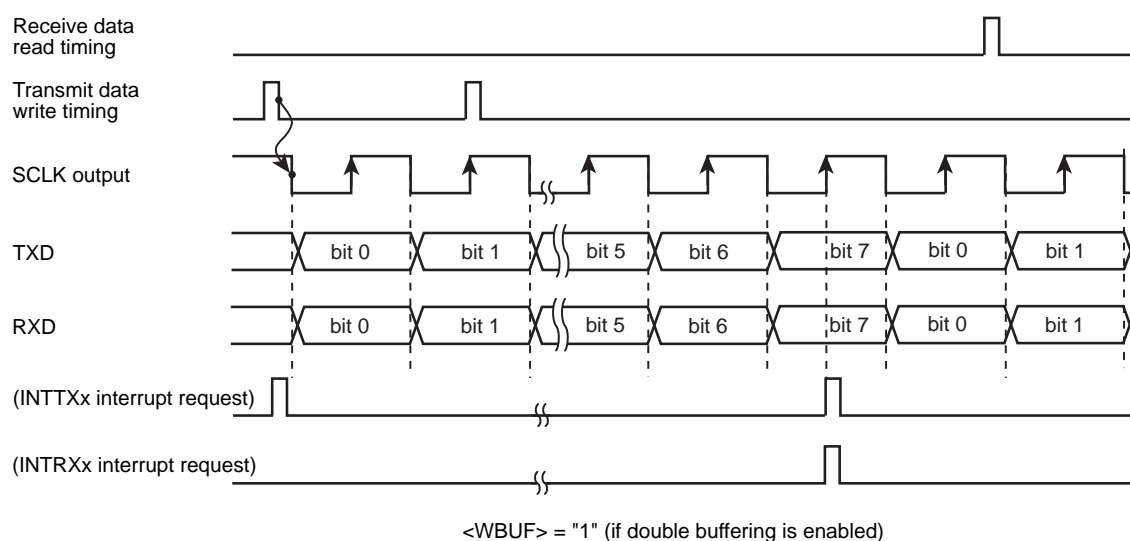 Receive data
read timing
Transmit data
write timing
SCLK output
TXD
bit 0
bit 1
bit 5
bit 6
bit 7
bit 0
bit 1
RXD
bit 0
bit 1
bit 5
bit 6
bit 7
bit 0
bit 1
(INTTXx interrupt request)
(INTRXx interrupt request)
<WBUF> = "1" (if double buffering is enabled)